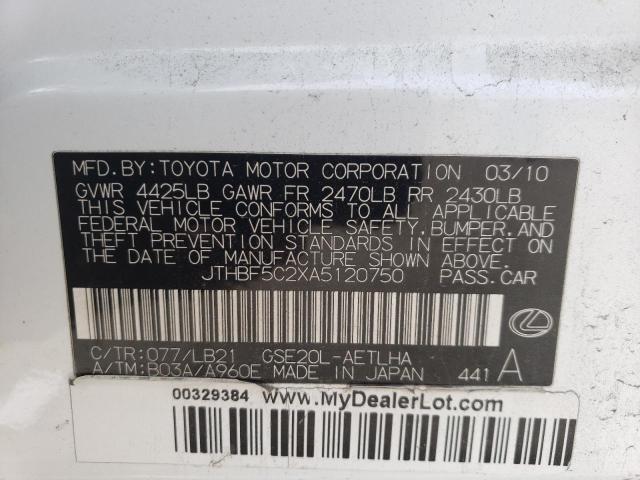 MFD.BY:TOYOTA MOTOR CORPORATION 03/10
GVWR 4425LB GAWR FR 2470LB RR 2430LB
THIS VEHICLE CONFORMS TO ALL APPLICABLE
FEDERAL MOTOR VEHICLE SAFETY,BUMPER,AND
THEFT PREVENTION STANDARDS IN EFFECT ON
THE DATE OF MANUFACTURE SHOWN ABOVE.
JTHBF5C2XA5120750 PASS.CAR
C/TR:077/LB21 GSE20L-AETLHA
A/TM:B03A/A960E MADE IN JAPAN 441 A
00329384 www.MyDealerLot.com